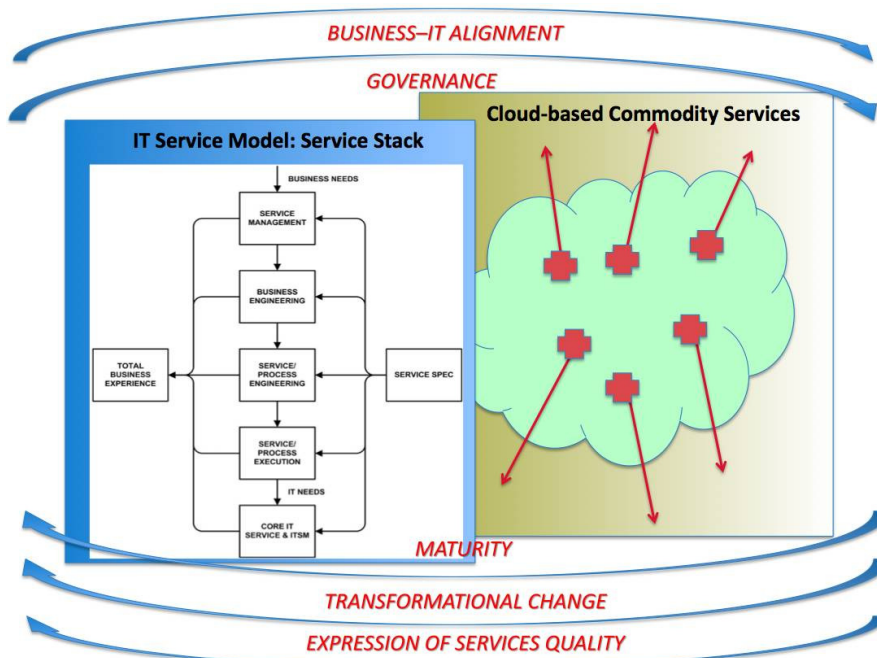 BUSINESS–IT ALIGNMENT
GOVERNANCE
Cloud-based Commodity Services
IT Service Model: Service Stack
BUSINESS NEEDS
SERVICE
MANAGEMENT
BUSINESS
ENGINEERING
TOTAL
BUSINESS
EXPERIENCE
SERVICE/
PROCESS
ENGINEERING
SERVICE SPEC
SERVICE/
PROCESS
EXECUTION
IT NEEDS
CORE IT
SERVICE & ITSM
MATURITY
TRANSFORMATIONAL CHANGE
EXPRESSION OF SERVICES QUALITY